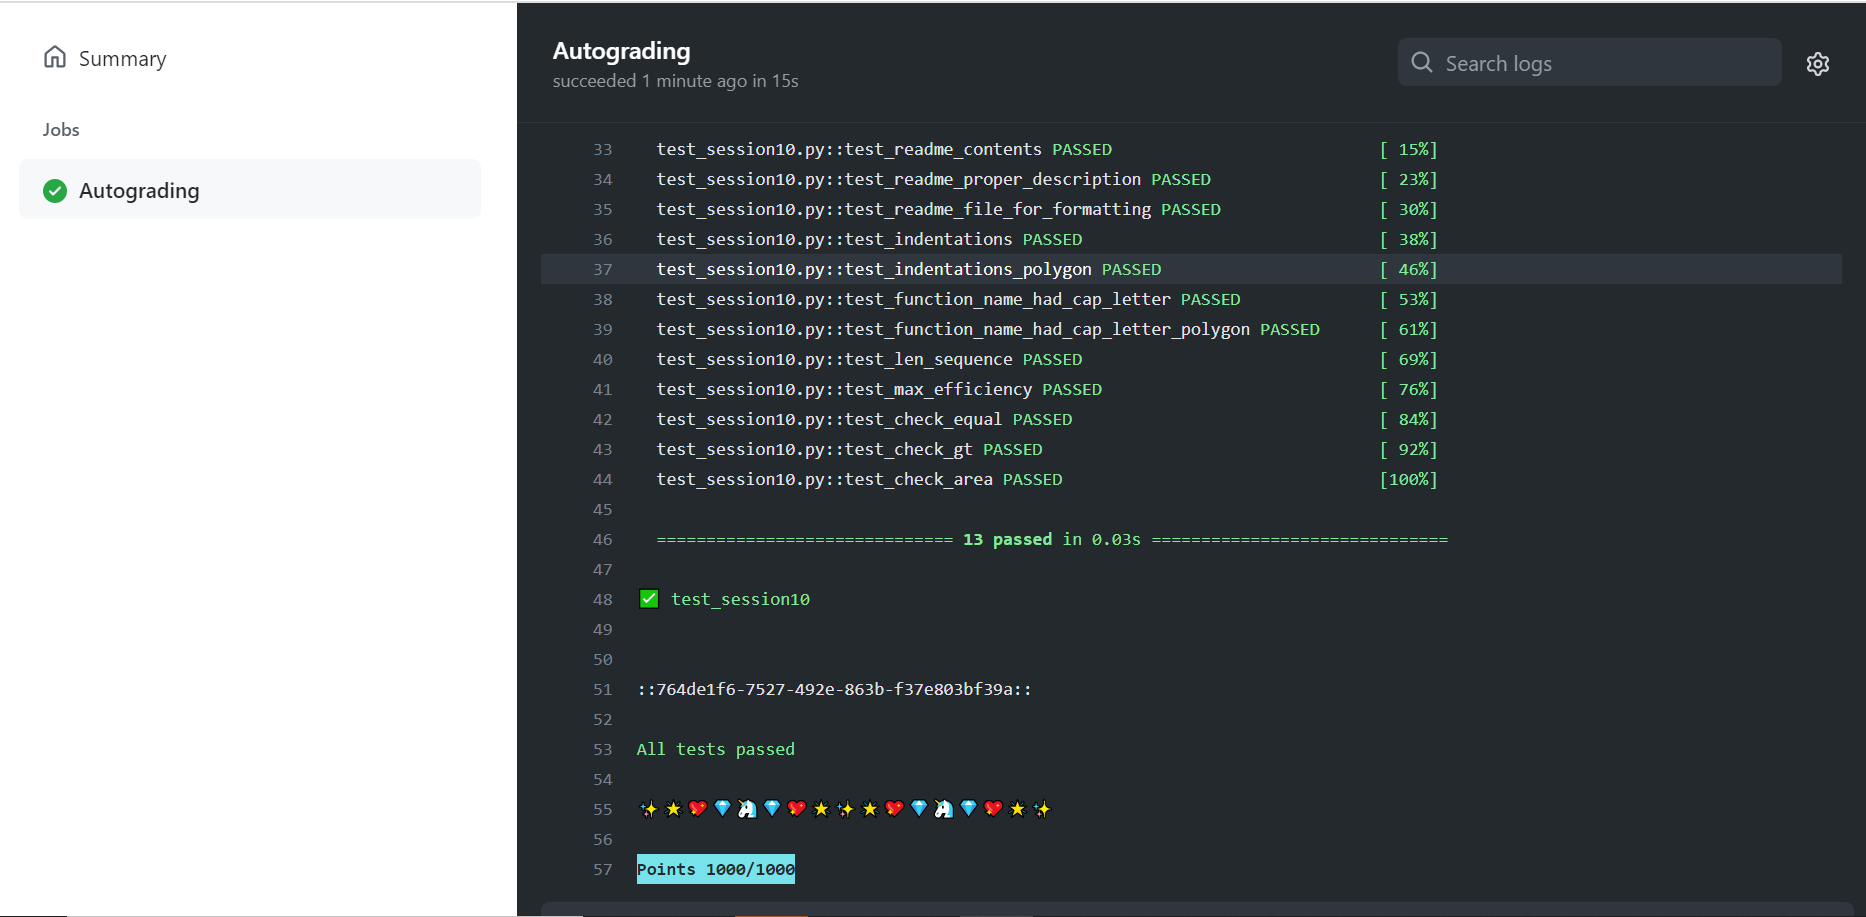 Summary
Jobs
Autograding
Autograding
succeeded 1 minute ago in 15s
Search logs
33 test_session10.py::test_readme_contents PASSED [ 15%]
34 test_session10.py::test_readme_proper_description PASSED [ 23%]
35 test_session10.py::test_readme_file_for_formatting PASSED [ 30%]
36 test_session10.py::test_indentations PASSED [ 38%]
37 test_session10.py::test_indentations_polygon PASSED [ 46%]
38 test_session10.py::test_function_name_had_cap_letter PASSED [ 53%]
39 test_session10.py::test_function_name_had_cap_letter_polygon PASSED [ 61%]
40 test_session10.py::test_len_sequence PASSED [ 69%]
41 test_session10.py::test_max_efficiency PASSED [ 76%]
42 test_session10.py::test_check_equal PASSED [ 84%]
43 test_session10.py::test_check_gt PASSED [ 92%]
44 test_session10.py::test_check_area PASSED [100%]
45
46 ============================== 13 passed in 0.03s ==============================
47
48 ✅ test_session10
49
50
51 ::764de1f6-7527-492e-863b-f37e803bf39a::
52
53 All tests passed
54
55 ✨🌟💖💎🦄💎💖🌟✨🌟💖💎🦄💎💖🌟✨
56
57 Points 1000/1000